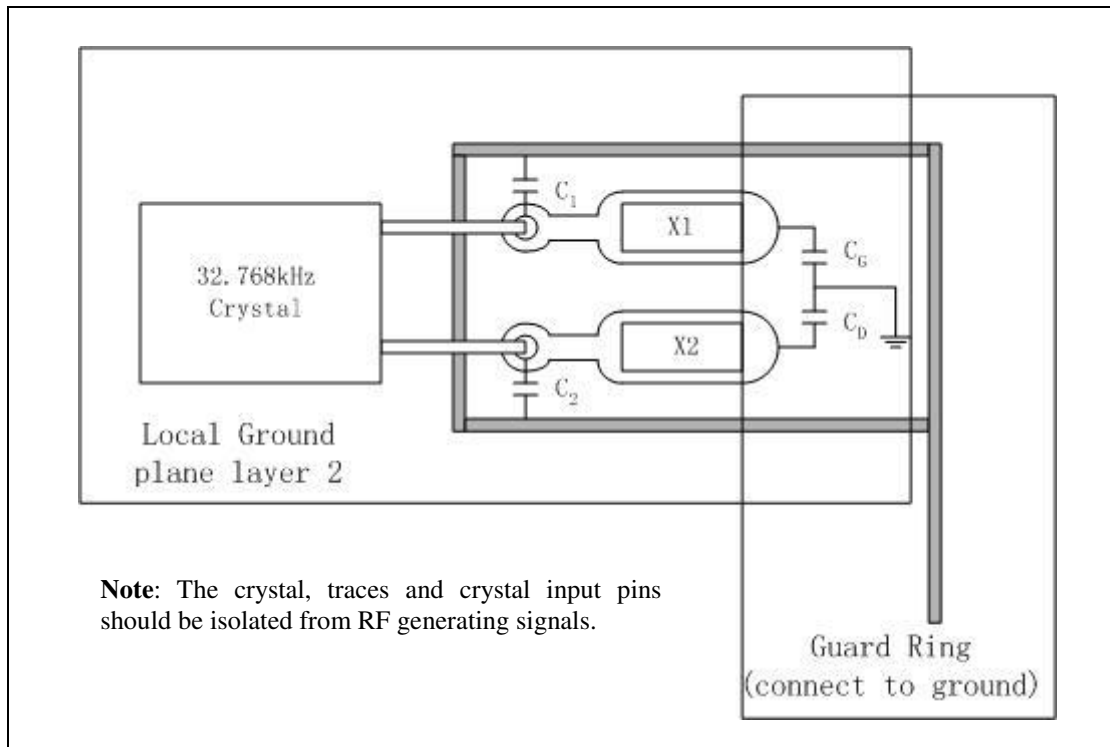 C1
X1
CG
32.768kHz
Crystal
X2
CD
C2
Local Ground
plane layer 2
Note: The crystal, traces and crystal input pins
should be isolated from RF generating signals.
Guard Ring
(connect to ground)